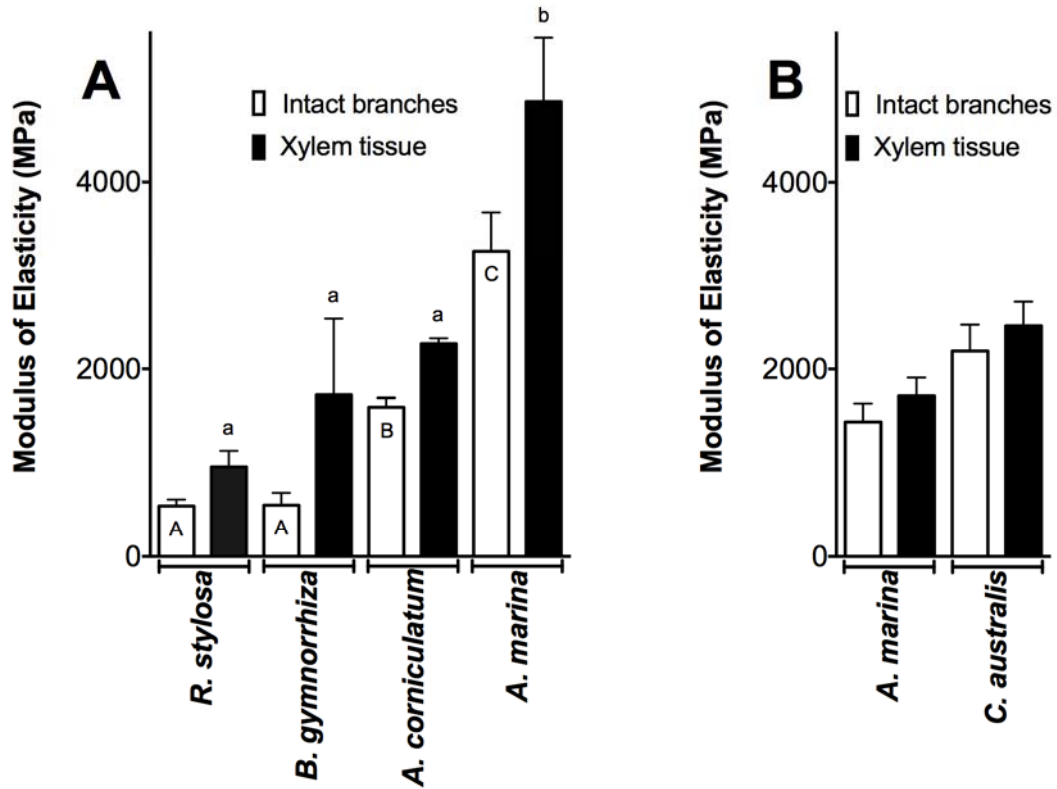 A
Modulus of Elasticity (MPa)
Intact branches
Xylem tissue
4000
2000
0
A
a
A
a
B
a
C
b
R. stylosa
B. gymnorrhiza
A. corniculatum
A. marina
B
Modulus of Elasticity (MPa)
Intact branches
Xylem tissue
4000
2000
0
A. marina
C. australis